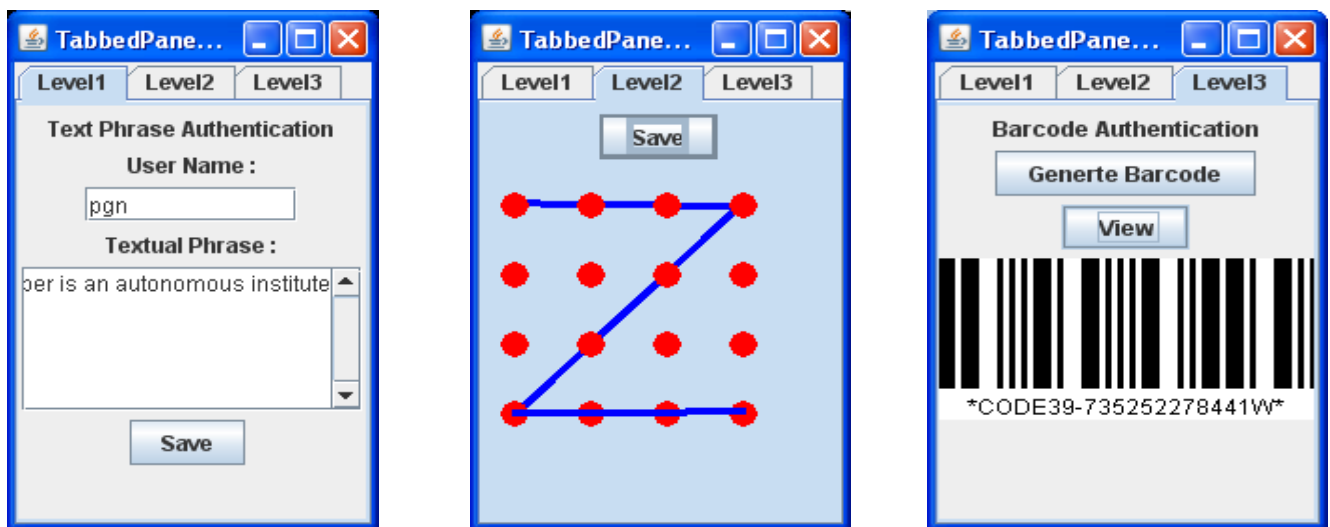 TabbedPane...
Level1 Level2 Level3
Text Phrase Authentication
User Name :
pgn
Textual Phrase :
is an autonomous institute
Save
TabbedPane...
Level1 Level2 Level3
Save
TabbedPane...
Level1 Level2 Level3
Barcode Authentication
Generte Barcode
View
*CODE39-735252278441W*